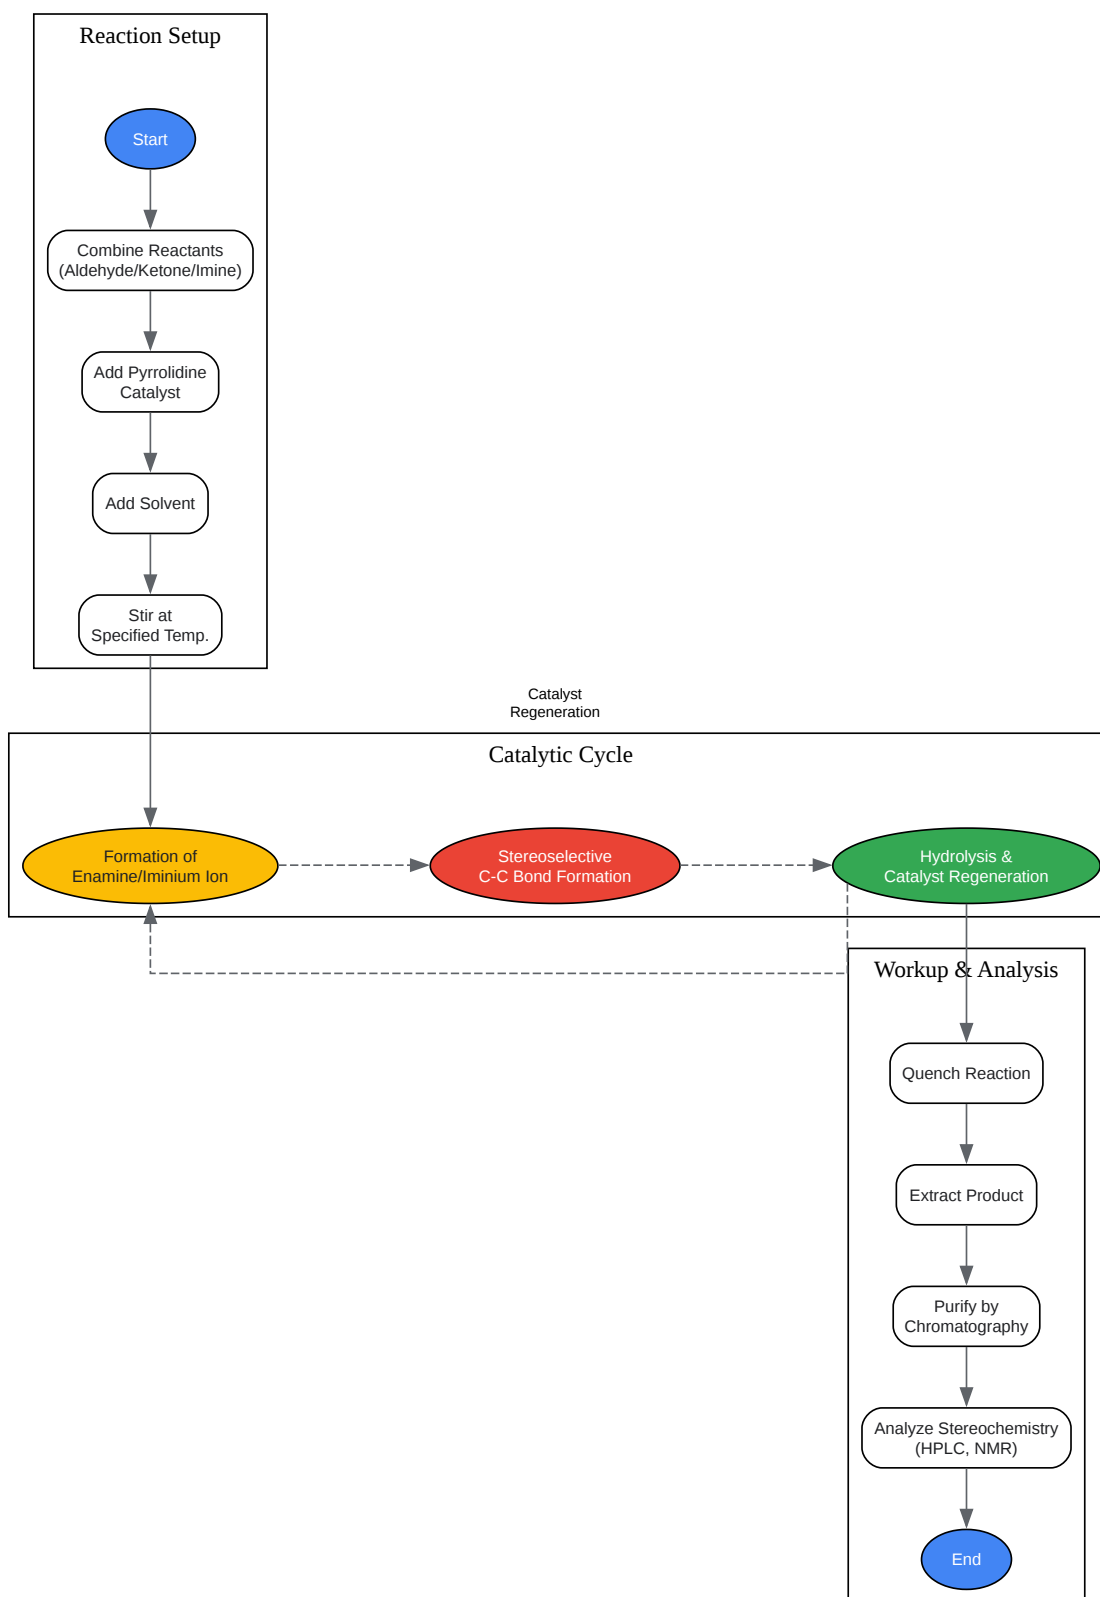 Reaction Setup
Start
Combine Reactants
(Aldehyde/Ketone/Imine)
Add Pyrrolidine
Catalyst
Add Solvent
Stir at
Specified Temp.
Catalyst
Regeneration
Catalytic Cycle
Formation of
Enamine/Iminium Ion
Stereoselective
C-C Bond Formation
Hydrolysis &
Catalyst Regeneration
Workup & Analysis
Quench Reaction
Extract Product
Purify by
Chromatography
Analyze Stereochemistry
(HPLC, NMR)
End